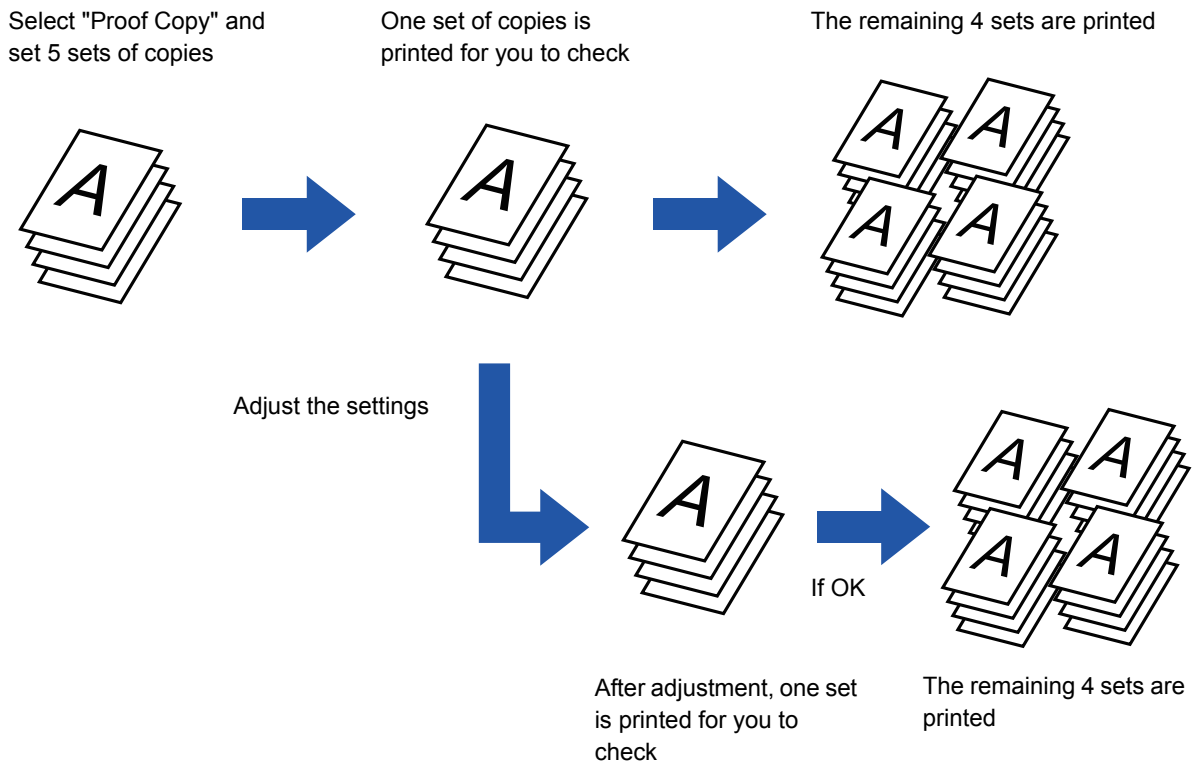 Select "Proof Copy" and
set 5 sets of copies
One set of copies is
printed for you to check
The remaining 4 sets are printed
A
A
A
A
A
A
Adjust the settings
A
A
A
A
A
If OK
After adjustment, one set
is printed for you to
check
The remaining 4 sets are
printed